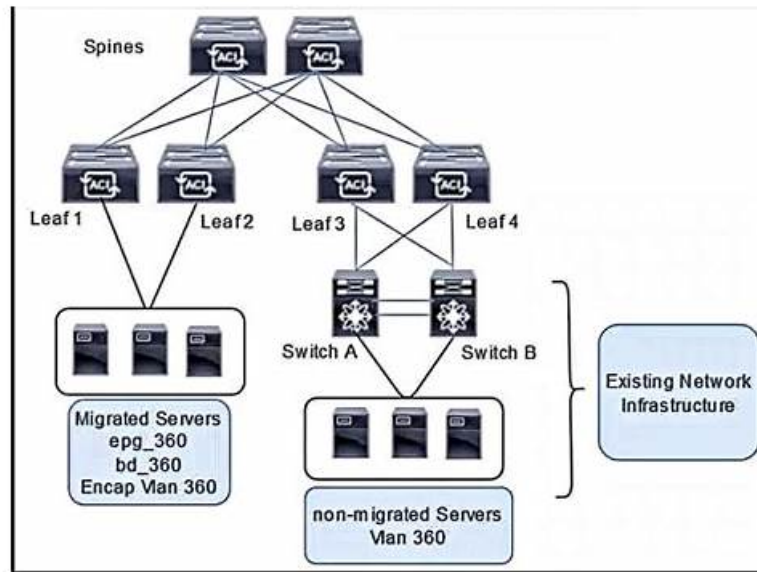 Spines
ACI
ACI
ACI
ACI
ACI
ACI
Leaf 1
Leaf 2
Leaf 3
Leaf 4
Switch A
Switch B
Existing Network
Infrastructure
Migrated Servers
epg_360
bd_360
Encap Vlan 360
non-migrated Servers
Vlan 360